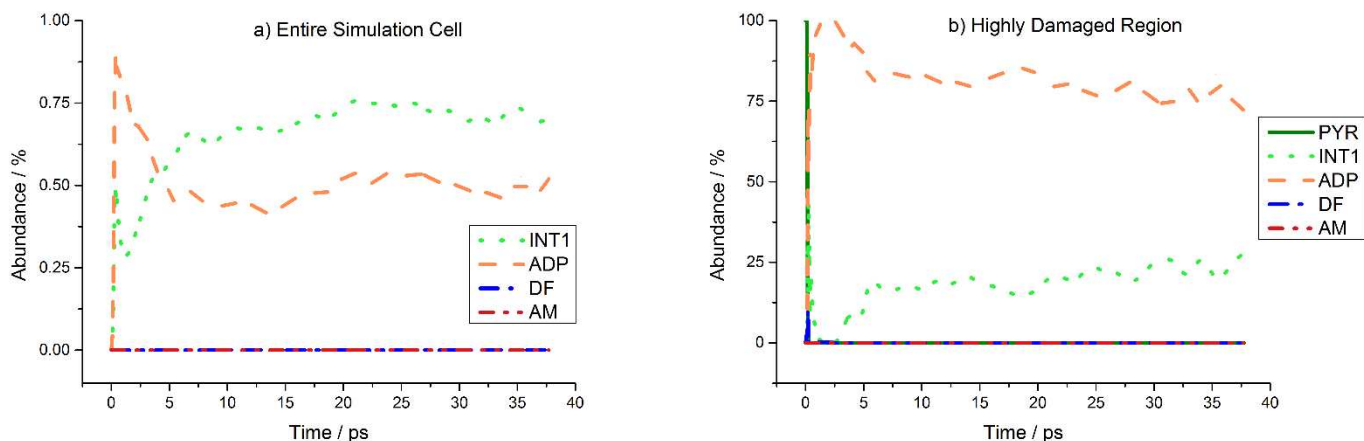 a) Entire Simulation Cell
Abundance / %
1.00
0.75
0.50
0.25
0.00
INT1
ADP
DF
AM
0
5
10
15
20
25
30
35
40
Time / ps
b) Highly Damaged Region
Abundance / %
100
75
50
25
0
PYR
INT1
ADP
DF
AM
0
5
10
15
20
25
30
35
40
Time / ps